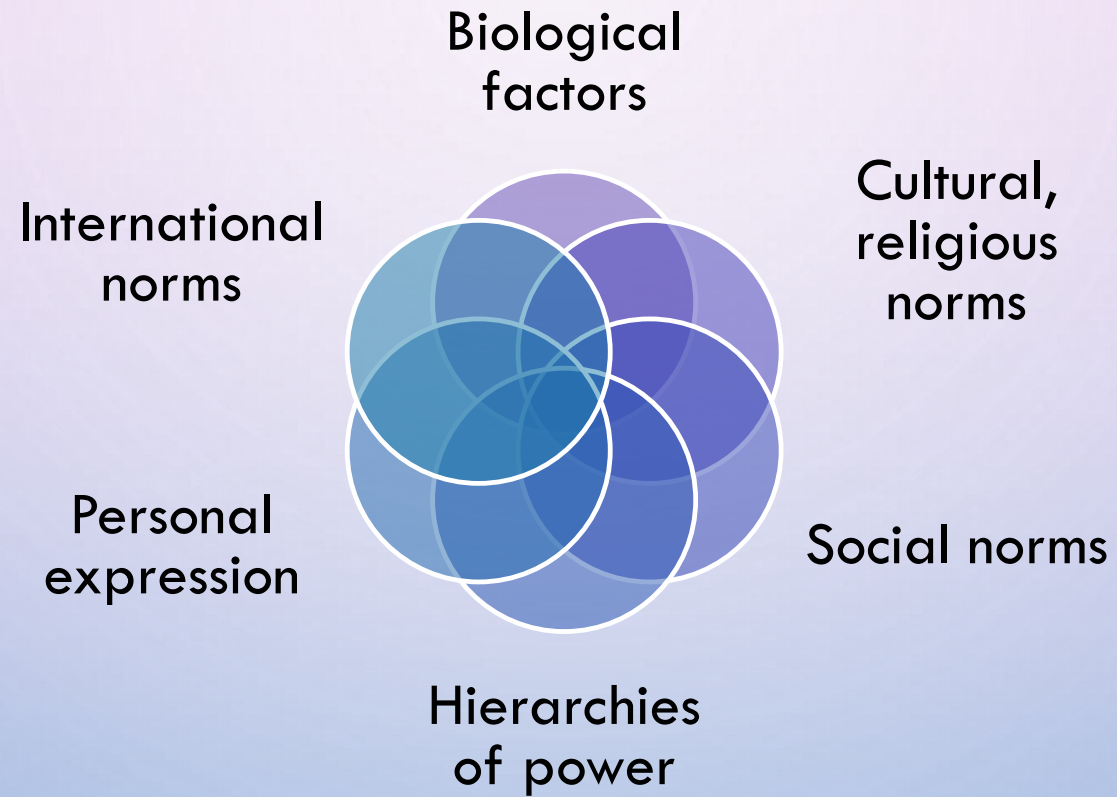 Biological
factors
Cultural,
religious
norms
Social norms
Hierarchies
of power
Personal
expression
International
norms